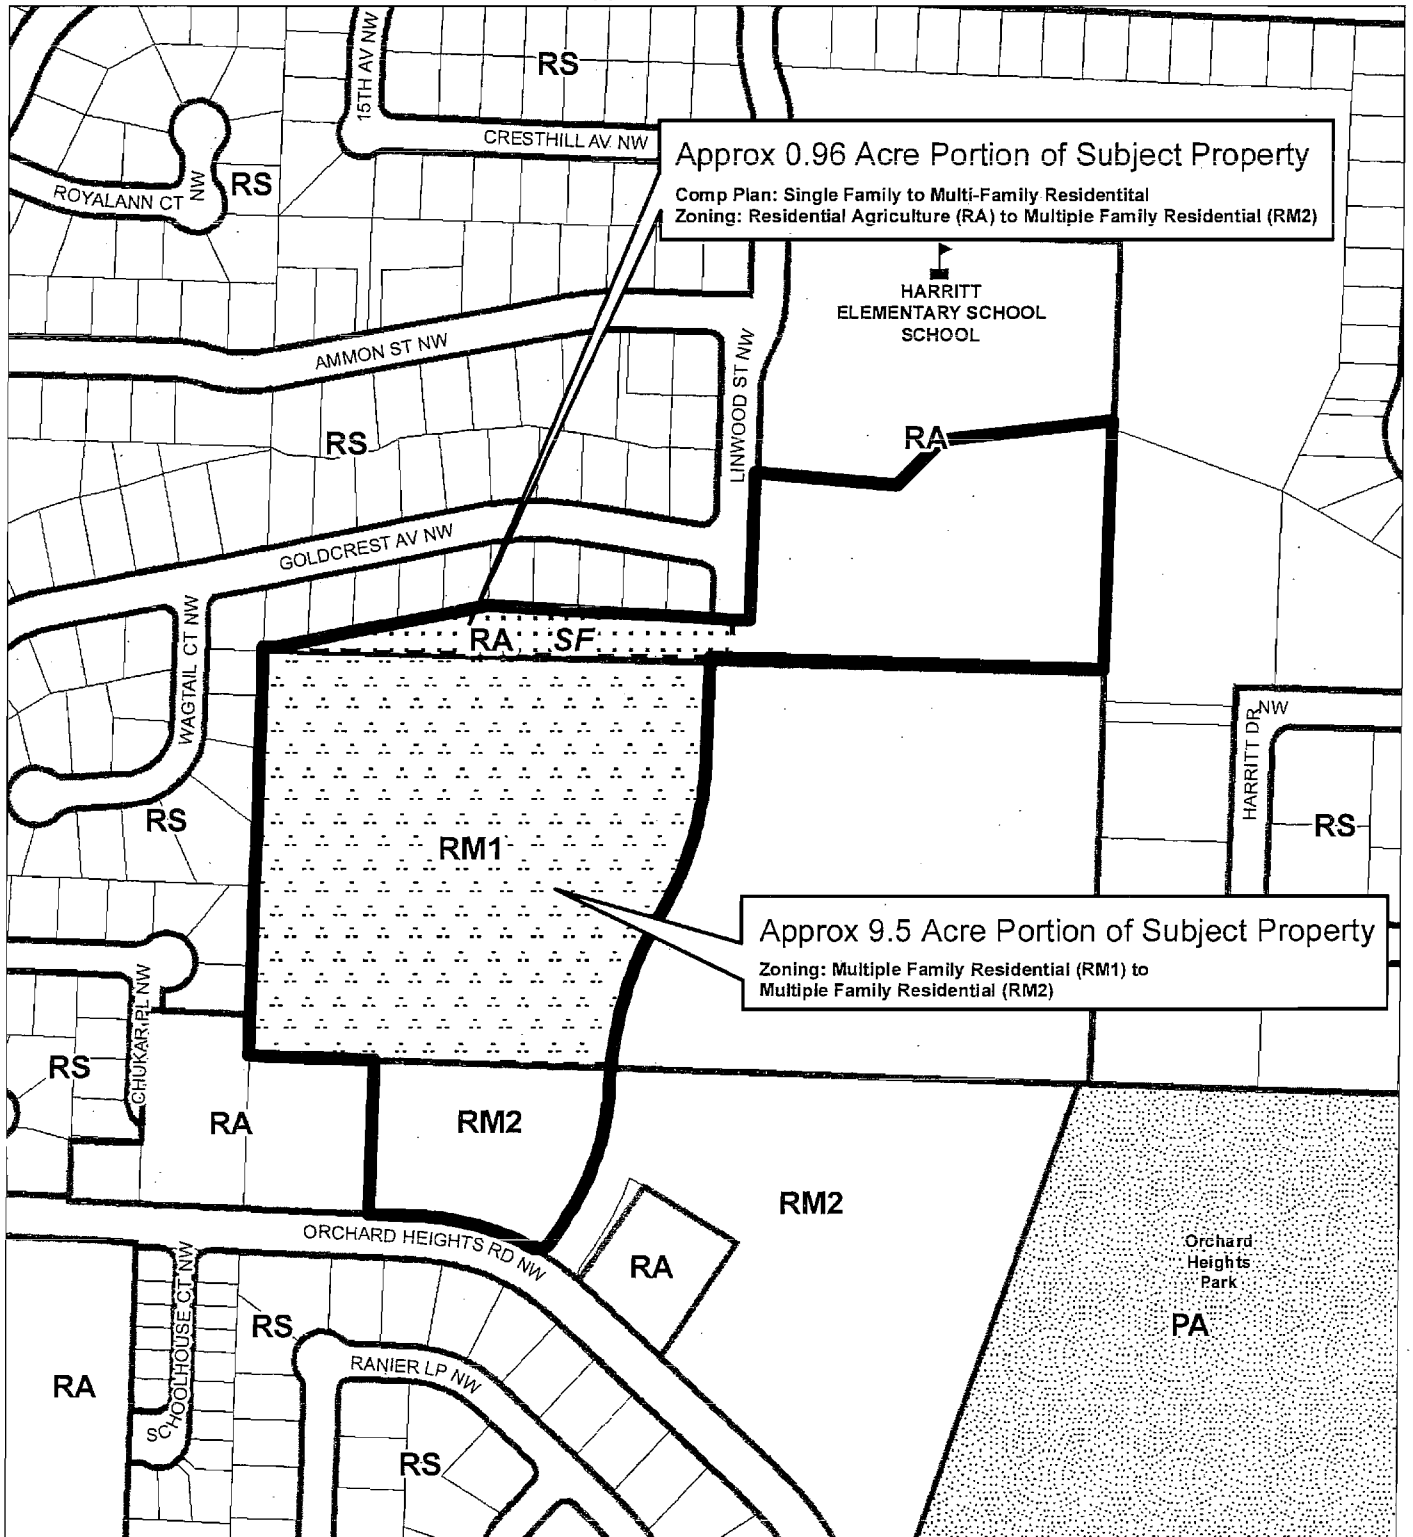 15TH AV NW
RS
CRESTHILL AV NW
ROYALANN CT
NW
RS
Approx 0.96 Acre Portion of Subject Property
Comp Plan: Single Family to Multi-Family Residentital
Zoning: Residential Agriculture (RA) to Multiple Family Residential (RM2)
HARRITT
ELEMENTARY SCHOOL
SCHOOL
AMMON ST NW
LINWOOD ST NW
RS
RA
GOLDCREST AV NW
RA
SF
WAGTAIL CT NW
NW
HARRITT DR
RS
RM1
RS
Approx 9.5 Acre Portion of Subject Property
Zoning: Multiple Family Residential (RM1) to
Multiple Family Residential (RM2)
CHUKAR PL NW
RS
RA
RM2
RM2
ORCHARD HEIGHTS RD NW
RA
Orchard
Heights
Park
PA
SCHOOLHOUSE CT NW
RS
RANIER LP NW
RA
RS